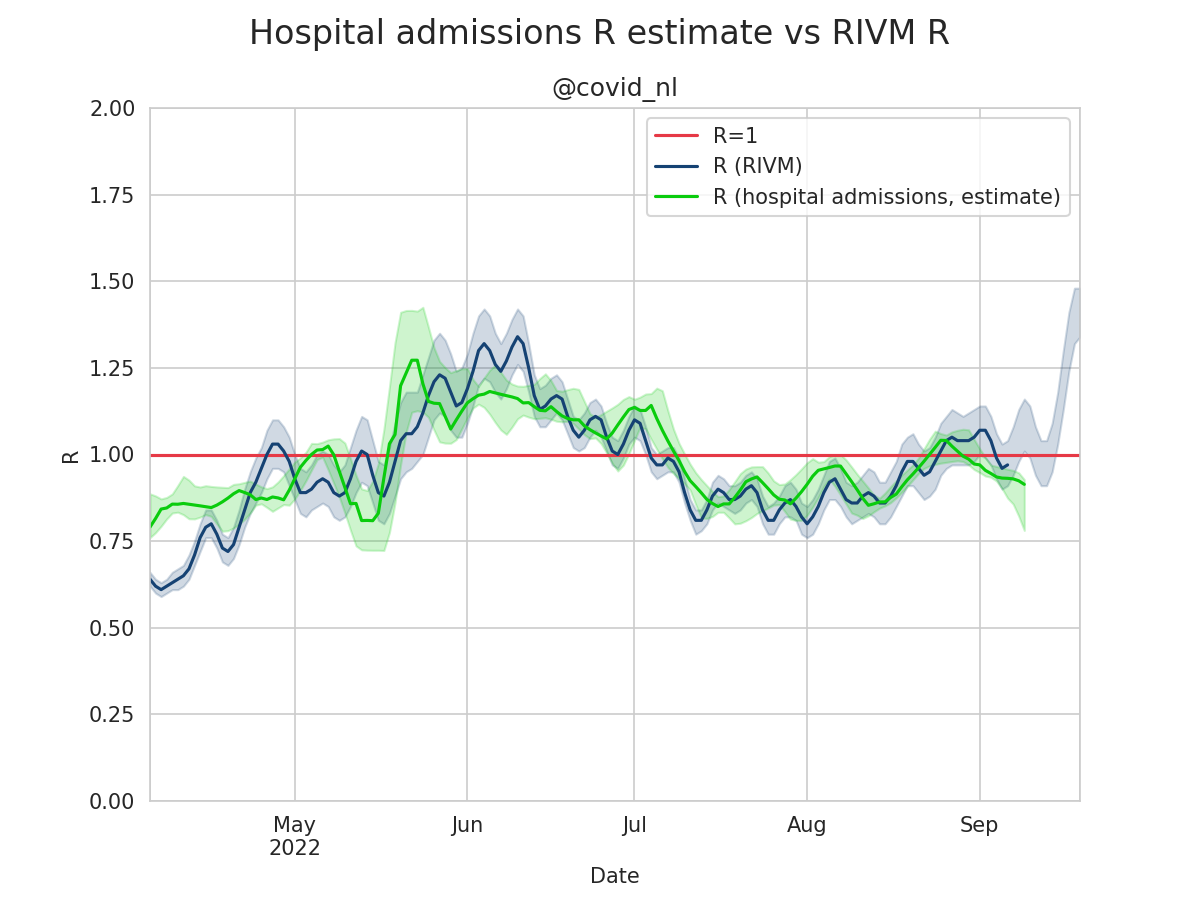 Hospital admissions R estimate vs RIVM R
@covid_nl
R=1
R (RIVM)
R (hospital admissions, estimate)
2.00
1.75
1.50
1.25
1.00
0.75
0.50
0.25
0.00
R
May
2022
Jun
Jul
Aug
Sep
Date